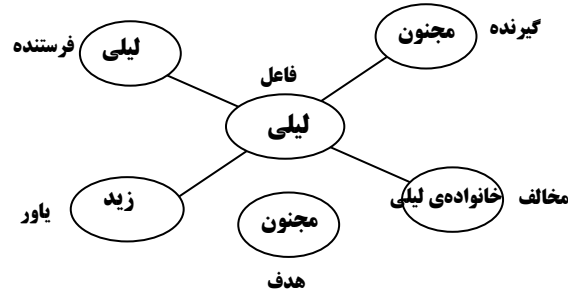 گیرنده
مجنون
لیلی
فرستنده
فاعل
لیلی
مخالف
خانواده‌ی لیلی
زید
یاور
مجنون
هدف